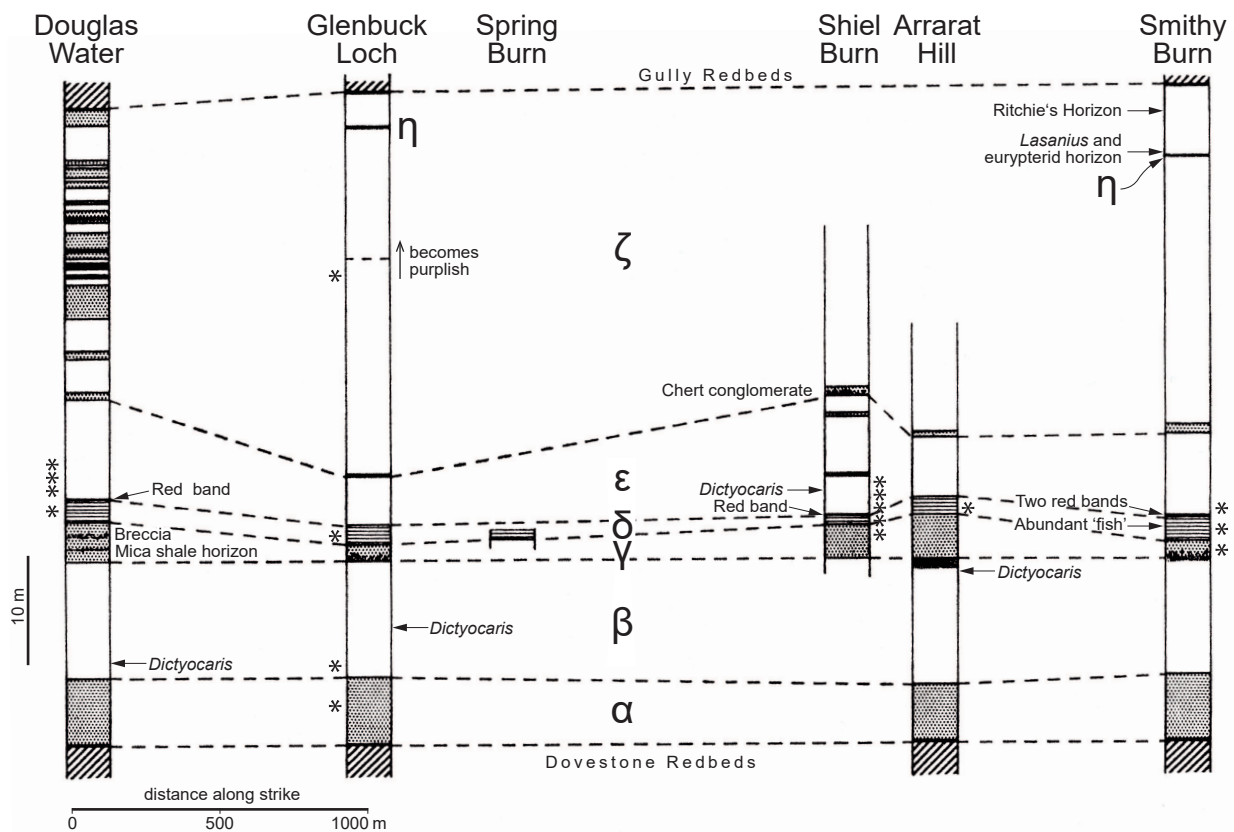 Douglas
Water
Glenbuck
Loch
Spring
Burn
Shiel
Burn
Arrarat
Hill
Smithy
Burn
Gully Redbeds
Ritchie‘s Horizon
Lasanius and
eurypterid horizon
η
η
ζ
becomes
purplish
*
Chert conglomerate
ε
***
*
Red band
Dictyocaris
Red band
*****
*
Two red bands
Abundant ‘fish’
*
*
*
δ
*
γ
Breccia
Mica shale horizon
Dictyocaris
10 m
β
Dictyocaris
Dictyocaris
*
*
α
Dovestone Redbeds
distance along strike
0
500
1000 m